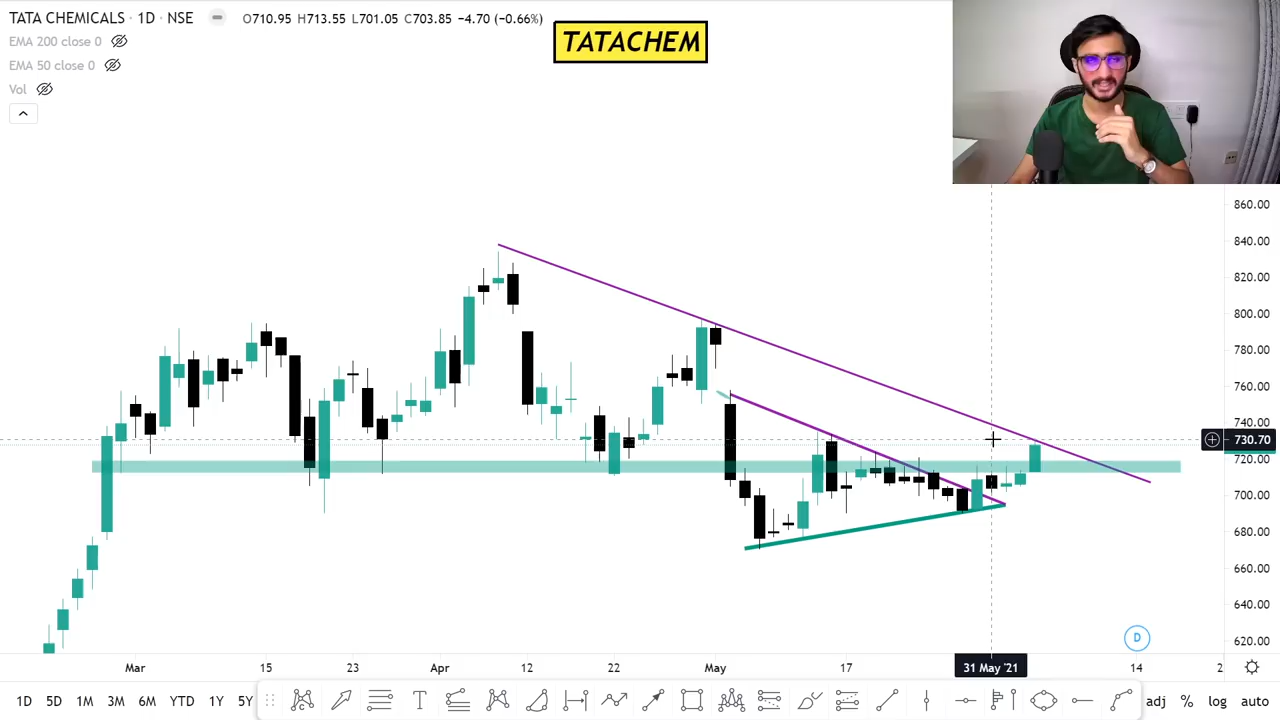 TATA CHEMICALS · 1D · NSE O710.95 H713.55 L701.05 C703.85 −4.70 (−0.66%)
TATACHEM
EMA 200 close 0
EMA 50 close 0
Vol
860.00
840.00
820.00
800.00
780.00
760.00
740.00
730.70
720.00
700.00
680.00
660.00
640.00
620.00
D
Mar 15 23 Apr 12 22 May 17 31 May '21 14 2
1D 5D 1M 3M 6M YTD 1Y 5Y T adj % log auto